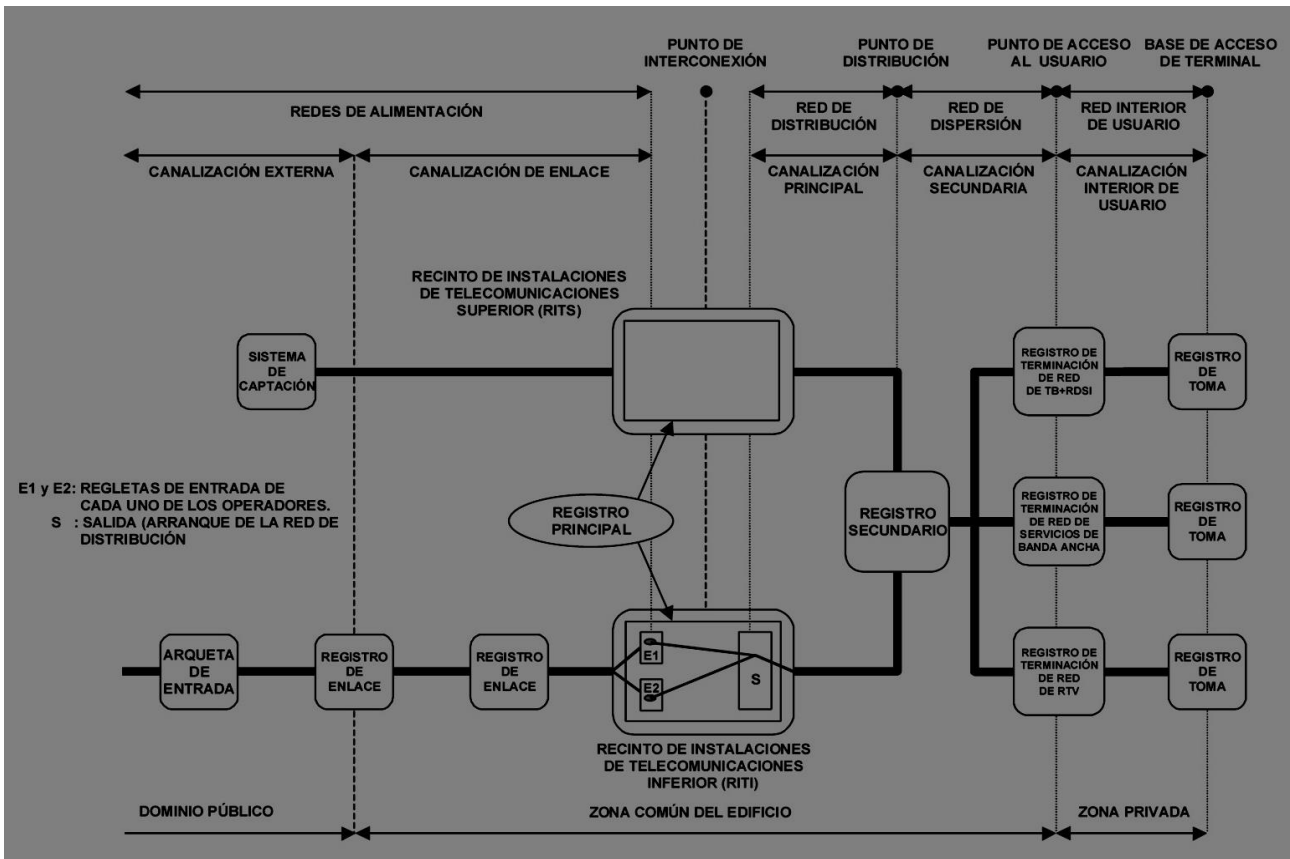 PUNTO DE
INTERCONEXIÓN
PUNTO DE
DISTRIBUCIÓN
PUNTO DE ACCESO
AL USUARIO
BASE DE ACCESO
DE TERMINAL
REDES DE ALIMENTACIÓN
RED DE
DISTRIBUCIÓN
RED DE
DISPERSIÓN
RED INTERIOR
DE USUARIO
CANALIZACIÓN EXTERNA
CANALIZACIÓN DE ENLACE
CANALIZACIÓN
PRINCIPAL
CANALIZACIÓN
SECUNDARIA
CANALIZACIÓN
INTERIOR DE
USUARIO
RECINTO DE INSTALACIONES
DE TELECOMUNICACIONES
SUPERIOR (RITS)
SISTEMA
DE
CAPTACIÓN
REGISTRO DE
TERMINACIÓN
DE RED
DE TB+RDSI
REGISTRO
DE
TOMA
E1 y E2: REGLETAS DE ENTRADA DE
CADA UNO DE LOS OPERADORES.
S : SALIDA (ARRANQUE DE LA RED DE
DISTRIBUCIÓN
REGISTRO
PRINCIPAL
REGISTRO
SECUNDARIO
REGISTRO DE
TERMINACIÓN
DE RED DE
SERVICIOS DE
BANDA ANCHA
REGISTRO
DE
TOMA
ARQUETA
DE
ENTRADA
REGISTRO
DE
ENLACE
REGISTRO
DE
ENLACE
E1
E2
S
REGISTRO DE
TERMINACIÓN
DE RED
DE RTV
REGISTRO
DE
TOMA
RECINTO DE INSTALACIONES
DE TELECOMUNICACIONES
INFERIOR (RITI)
DOMINIO PÚBLICO
ZONA COMÚN DEL EDIFICIO
ZONA PRIVADA